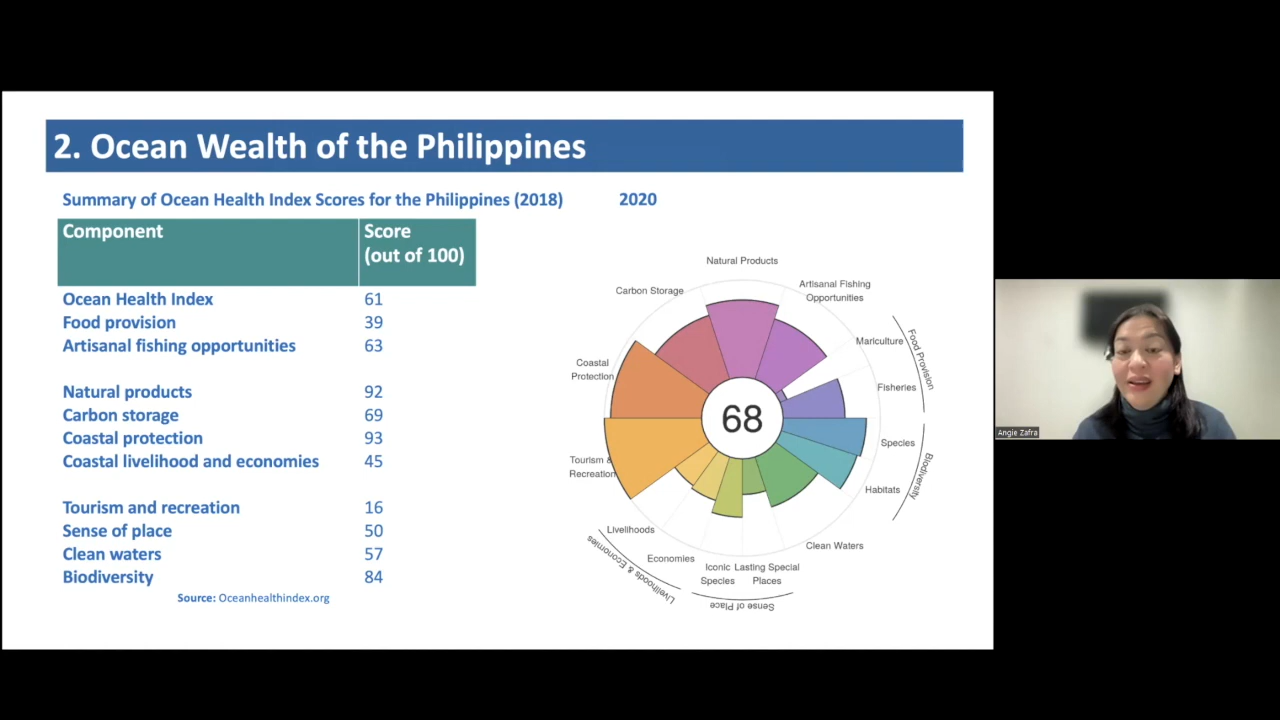 2. Ocean Wealth of the Philippines
Summary of Ocean Health Index Scores for the Philippines (2018)
2020
Component
Score
(out of 100)
Ocean Health Index 61
Food provision 39
Artisanal fishing opportunities 63
Natural products 92
Carbon storage 69
Coastal protection 93
Coastal livelihood and economies 45
Tourism and recreation 16
Sense of place 50
Clean waters 57
Biodiversity 84
Source: Oceanhealthindex.org
Natural Products
Artisanal Fishing
Opportunities
Mariculture
Food Provision
Fisheries
Species
Biodiversity
Habitats
Clean Waters
Lasting Special
Places
Iconic
Species
Sense of Place
Economies
Livelihoods
Livelihoods & Economies
Tourism &
Recreation
Coastal
Protection
Carbon Storage
68
Angie Zafra